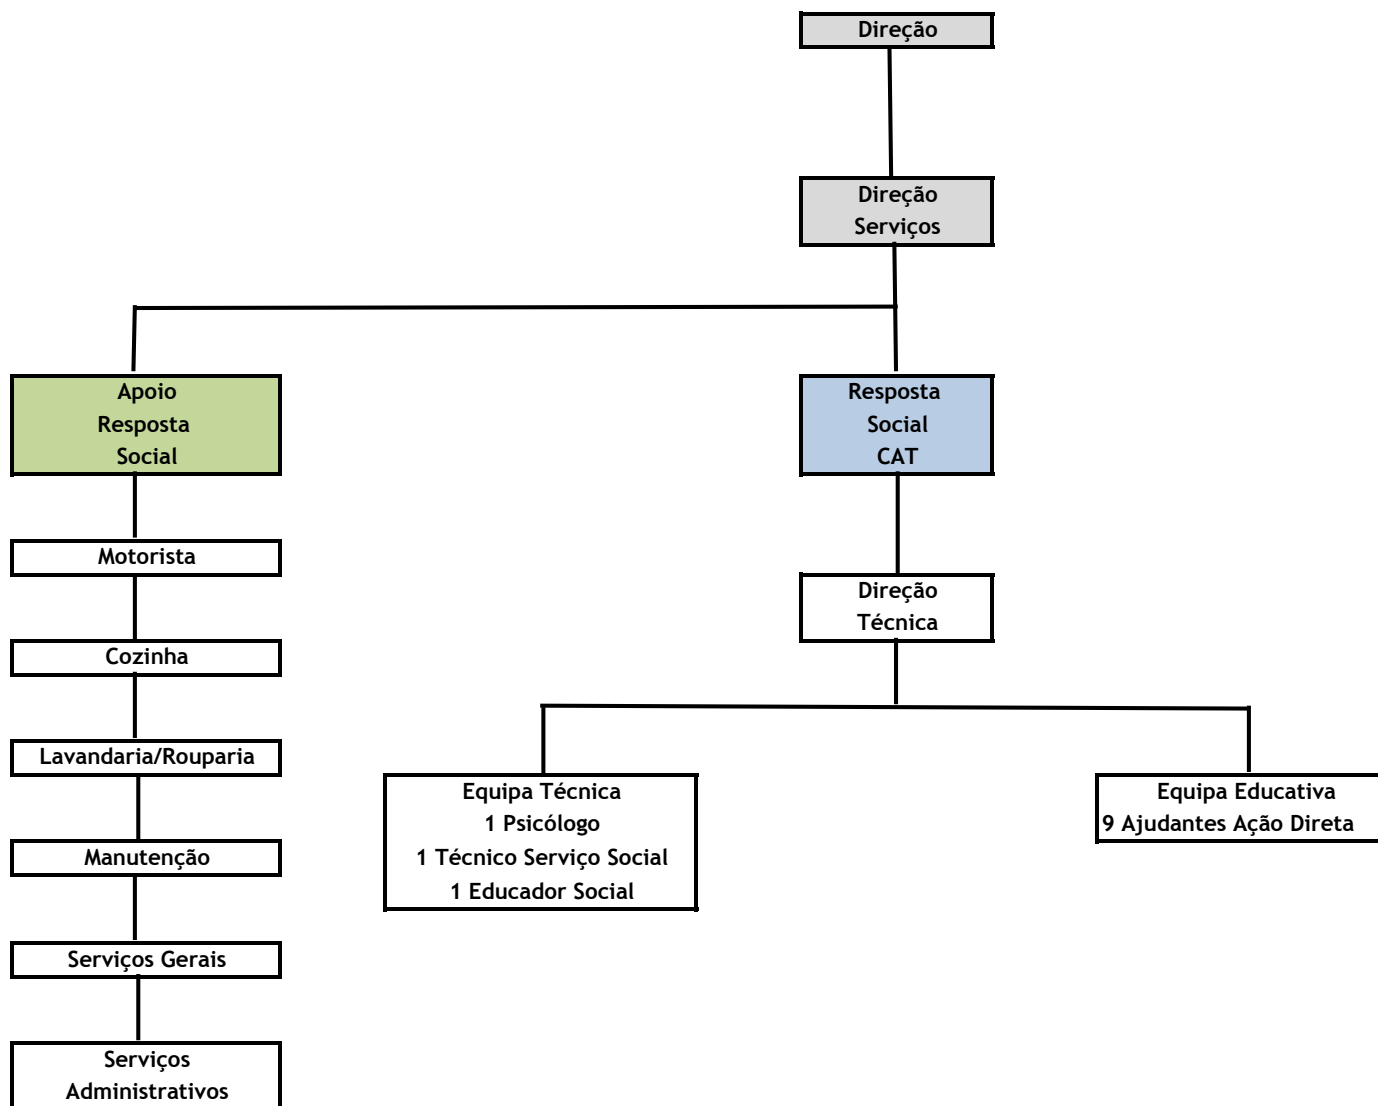 Direção
Direção
Serviços
Apoio
Resposta
Social
Resposta
Social
CAT
Motorista
Direção
Técnica
Cozinha
Lavandaria/Rouparia
Equipa Técnica
1 Psicólogo
1 Técnico Serviço Social
1 Educador Social
Equipa Educativa
9 Ajudantes Ação Direta
Manutenção
Serviços Gerais
Serviços
Administrativos